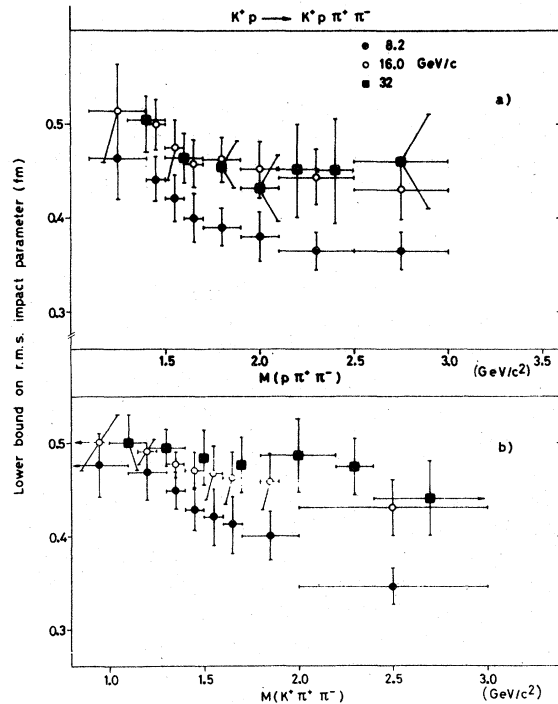 K⁺p → K⁺p π⁺ π⁻
8.2
16.0 GeV/c
32
a)
Lower bound on r.m.s. impact parameter (fm)
0.5
0.4
0.3
1.5 2.0 2.5 3.0
M(p π⁺ π⁻) (GeV/c²)
b)
0.5
0.4
0.3
1.0 1.5 2.0 2.5 3.0
M(K⁺ π⁺ π⁻) (GeV/c²)